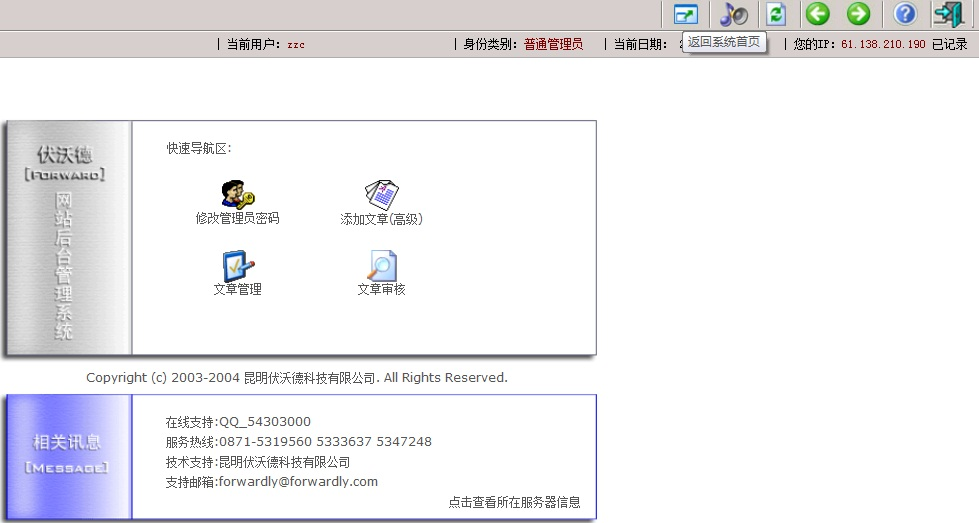 | 当前用户：zzc | 身份类别：普通管理员 | 当前日期： | 您的IP：61.138.210.190 已记录
返回系统首页
伏沃德
[FORWARD]
网站后台管理系统
快速导航区:
修改管理员密码
添加文章(高级)
文章管理
文章审核
Copyright (c) 2003-2004 昆明伏沃德科技有限公司. All Rights Reserved.
相关讯息
[MESSAGE]
在线支持:QQ_54303000
服务热线:0871-5319560 5333637 5347248
技术支持:昆明伏沃德科技有限公司
支持邮箱:forwardly@forwardly.com
点击查看所在服务器信息